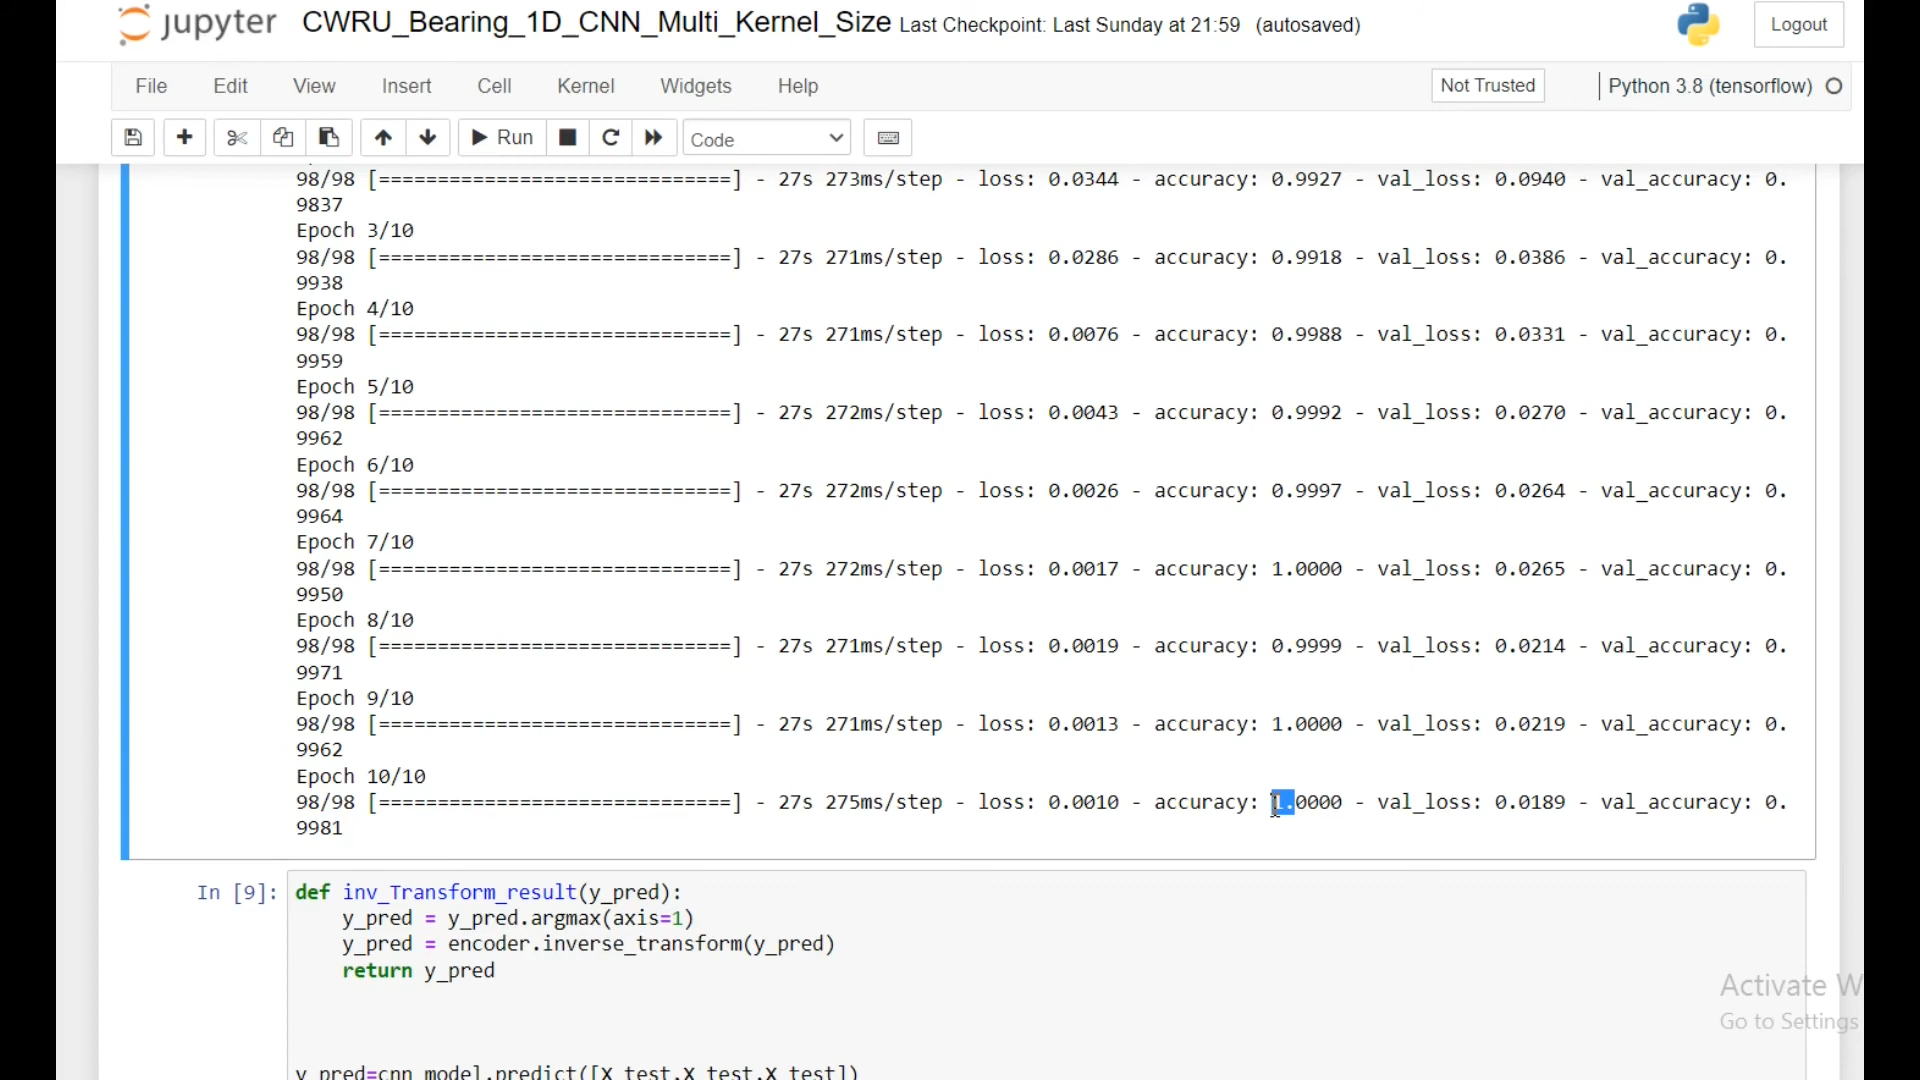 jupyter CWRU_Bearing_1D_CNN_Multi_Kernel_Size Last Checkpoint: Last Sunday at 21:59 (autosaved) Logout
File Edit View Insert Cell Kernel Widgets Help Not Trusted Python 3.8 (tensorflow)
Run Code
98/98 [==============================] - 27s 273ms/step - loss: 0.0344 - accuracy: 0.9927 - val_loss: 0.0940 - val_accuracy: 0.
9837
Epoch 3/10
98/98 [==============================] - 27s 271ms/step - loss: 0.0286 - accuracy: 0.9918 - val_loss: 0.0386 - val_accuracy: 0.
9938
Epoch 4/10
98/98 [==============================] - 27s 271ms/step - loss: 0.0076 - accuracy: 0.9988 - val_loss: 0.0331 - val_accuracy: 0.
9959
Epoch 5/10
98/98 [==============================] - 27s 272ms/step - loss: 0.0043 - accuracy: 0.9992 - val_loss: 0.0270 - val_accuracy: 0.
9962
Epoch 6/10
98/98 [==============================] - 27s 272ms/step - loss: 0.0026 - accuracy: 0.9997 - val_loss: 0.0264 - val_accuracy: 0.
9964
Epoch 7/10
98/98 [==============================] - 27s 272ms/step - loss: 0.0017 - accuracy: 1.0000 - val_loss: 0.0265 - val_accuracy: 0.
9950
Epoch 8/10
98/98 [==============================] - 27s 271ms/step - loss: 0.0019 - accuracy: 0.9999 - val_loss: 0.0214 - val_accuracy: 0.
9971
Epoch 9/10
98/98 [==============================] - 27s 271ms/step - loss: 0.0013 - accuracy: 1.0000 - val_loss: 0.0219 - val_accuracy: 0.
9962
Epoch 10/10
98/98 [==============================] - 27s 275ms/step - loss: 0.0010 - accuracy: 1.0000 - val_loss: 0.0189 - val_accuracy: 0.
9981
In [9]: def inv_Transform_result(y_pred):
y_pred = y_pred.argmax(axis=1)
y_pred = encoder.inverse_transform(y_pred)
return y_pred
Activate W
Go to Settings
y_pred=cnn_model.predict([X_test,X_test,X_test])